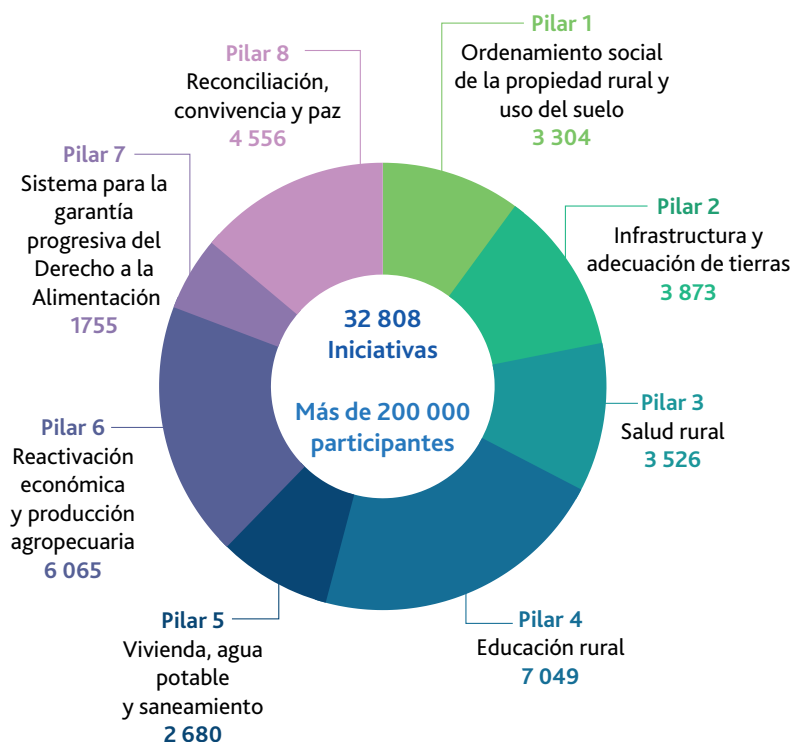 Pilar 1
Ordenamiento social
de la propiedad rural y
uso del suelo
3 304
Pilar 2
Infrastructura y
adecuación de tierras
3 873
Pilar 3
Salud rural
3 526
Pilar 4
Educación rural
7 049
Pilar 5
Vivienda, agua
potable
y saneamiento
2 680
Pilar 6
Reactivación
económica
y producción
agropecuaria
6 065
Pilar 7
Sistema para la
garantía
progresiva del
Derecho a la
Alimentación
1755
Pilar 8
Reconciliación,
convivencia y paz
4 556
32 808
Iniciativas
Más de 200 000
participantes